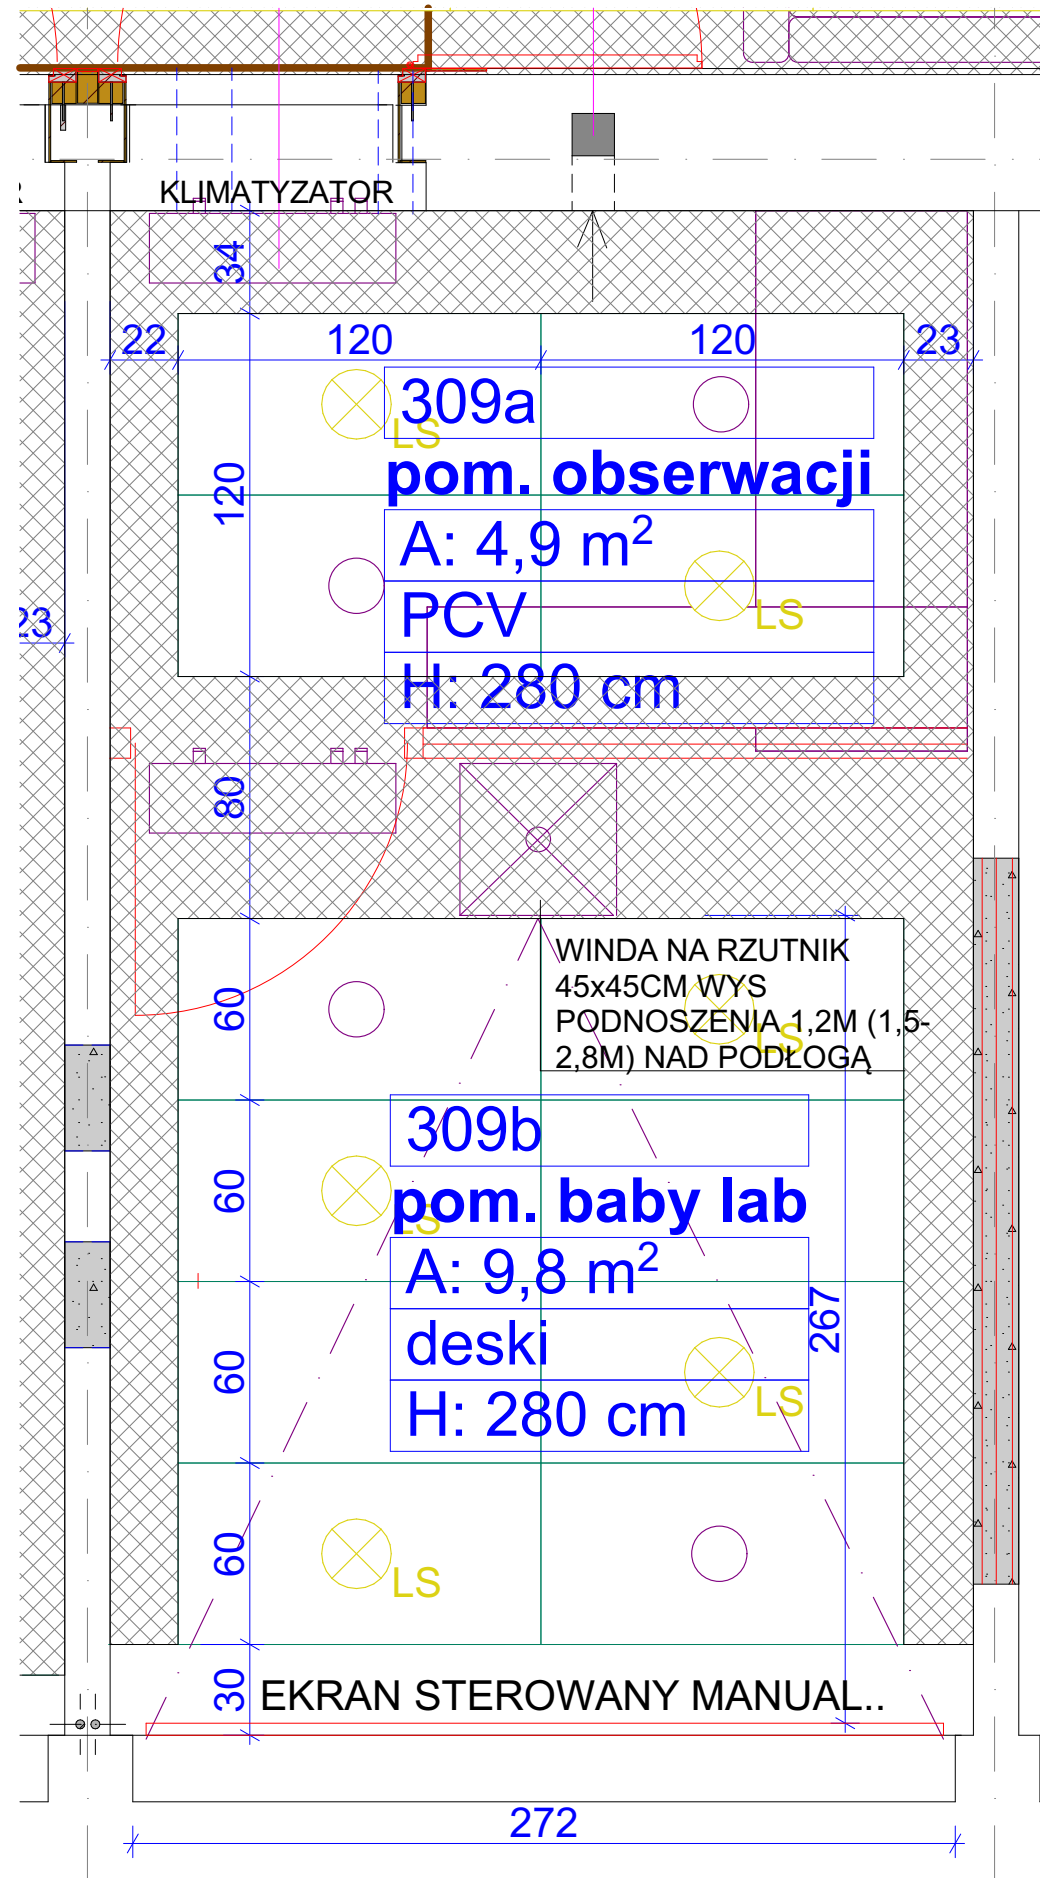 KLIMATYZATOR
34
22
120
120
23
309a
LS
pom. obserwacji
120
A: 4,9 m²
PCV
LS
23
H: 280 cm
80
WINDA NA RZUTNIK
45x45CM WYS
PODNOSZENIA 1,2M (1,5-
2,8M) NAD PODŁOGĄ
LS
60
309b
60
pom. baby lab
LS
A: 9,8 m²
267
deski
60
LS
H: 280 cm
60
LS
30
EKRAN STEROWANY MANUAL..
272